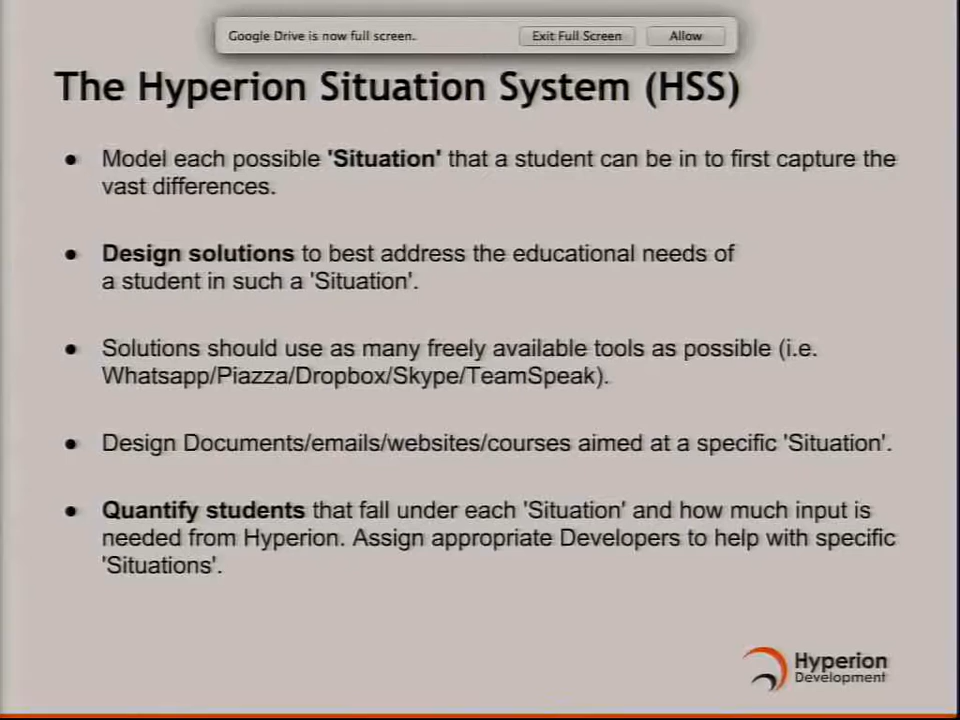 Google Drive is now full screen. Exit Full Screen Allow
The Hyperion Situation System (HSS)
● Model each possible 'Situation' that a student can be in to first capture the
vast differences.
● Design solutions to best address the educational needs of
a student in such a 'Situation'.
● Solutions should use as many freely available tools as possible (i.e.
Whatsapp/Piazza/Dropbox/Skype/TeamSpeak).
● Design Documents/emails/websites/courses aimed at a specific 'Situation'.
● Quantify students that fall under each 'Situation' and how much input is
needed from Hyperion. Assign appropriate Developers to help with specific
'Situations'.
Hyperion
Development